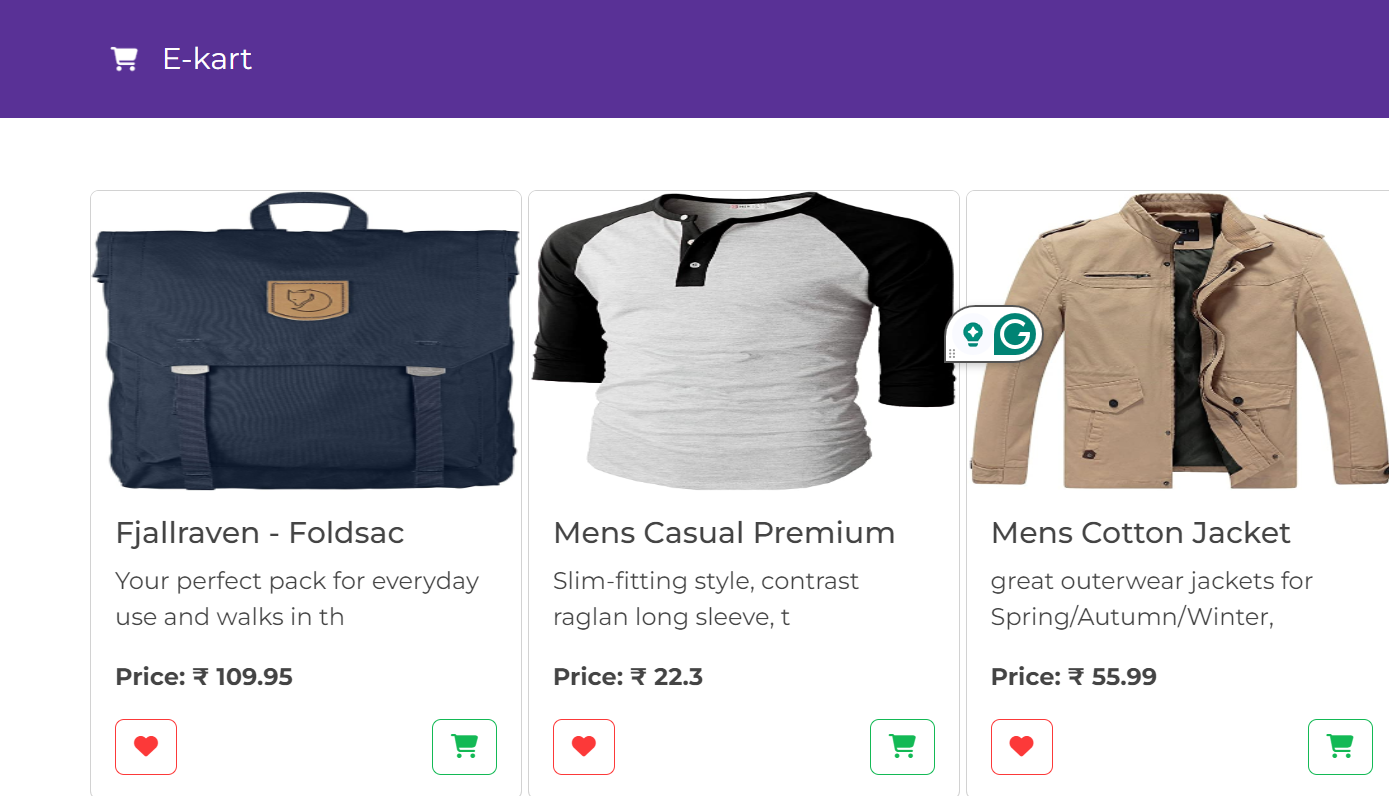 E-kart
Fjallraven - Foldsac
Your perfect pack for everyday
use and walks in th
Price: ₹ 109.95
Mens Casual Premium
Slim-fitting style, contrast
raglan long sleeve, t
Price: ₹ 22.3
Mens Cotton Jacket
great outerwear jackets for
Spring/Autumn/Winter,
Price: ₹ 55.99